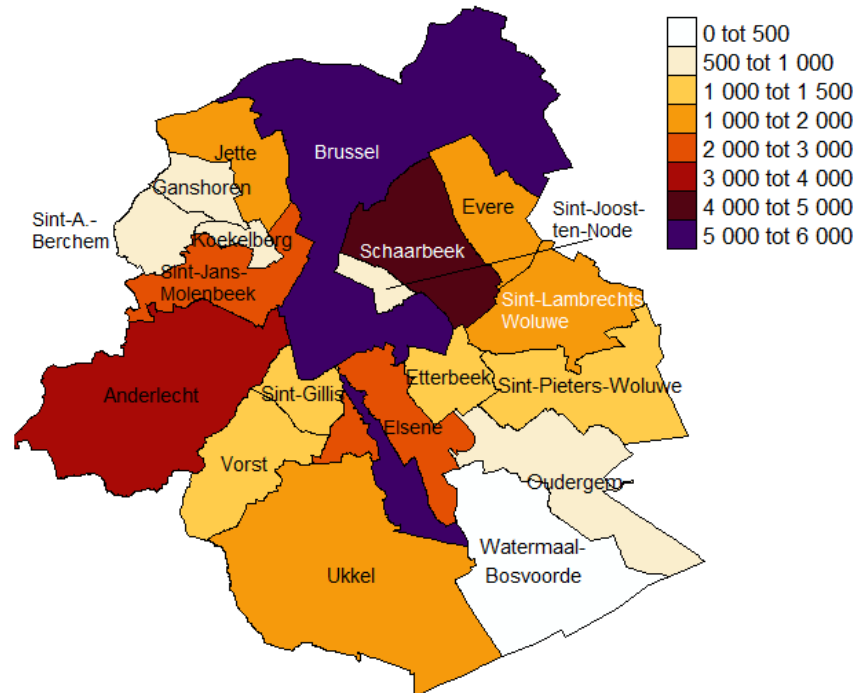 0 tot 500
500 tot 1 000
1 000 tot 1 500
1 000 tot 2 000
2 000 tot 3 000
3 000 tot 4 000
4 000 tot 5 000
5 000 tot 6 000
Jette
Brussel
Ganshoren
Evere
Sint-Joost-
ten-Node
Sint-A.-
Berchem
Koekelberg
Schaarbeek
Sint-Jans-
Molenbeek
Sint-Lambrechts
Woluwe
Anderlecht
Sint-Gillis
Etterbeek
Sint-Pieters-Woluwe
Elsene
Vorst
Oudergem
Watermaal-
Bosvoorde
Ukkel